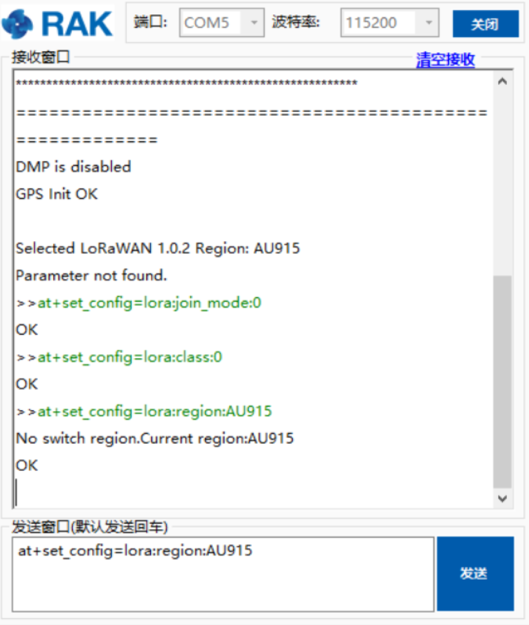 RAK 端口: COM5 波特率: 115200 关闭
接收窗口 清空接收
********************************************************
===========================================
=============
DMP is disabled
GPS Init OK
Selected LoRaWAN 1.0.2 Region: AU915
Parameter not found.
>>at+set_config=lora:join_mode:0
OK
>>at+set_config=lora:class:0
OK
>>at+set_config=lora:region:AU915
No switch region.Current region:AU915
OK
发送窗口(默认发送回车)
at+set_config=lora:region:AU915
发送